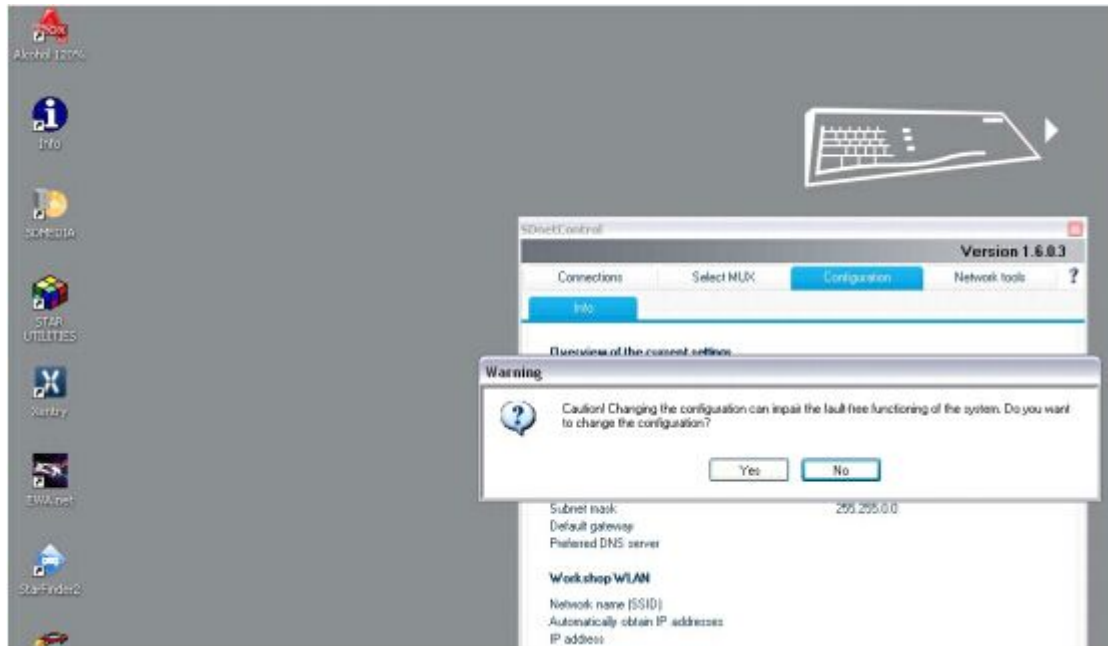 Alcohol 120%
Info
SDMEDIA
STAR
UTILITIES
Xentry
EWA net
StarFinder2
SDnetControl
Version 1.6.0.3
Connections
Select MUX
Configuration
Network tools
?
Info
Overview of the current settings
Warning
Caution! Changing the configuration can impair the fault-free functioning of the system. Do you want
to change the configuration?
Yes
No
Subnet mask 255.255.0.0
Default gateway
Preferred DNS server
Workshop WLAN
Network name (SSID)
Automatically obtain IP addresses
IP address